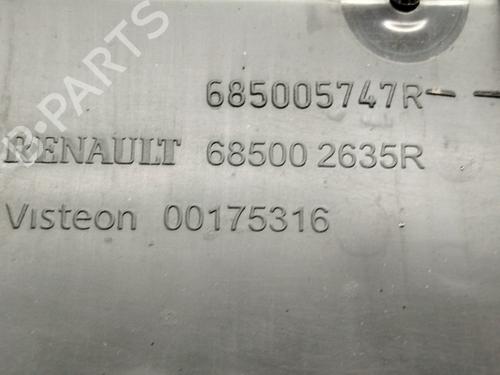 685005747R--
RENAULT 68500 2635R
Visteon 00175316
B-PARTS